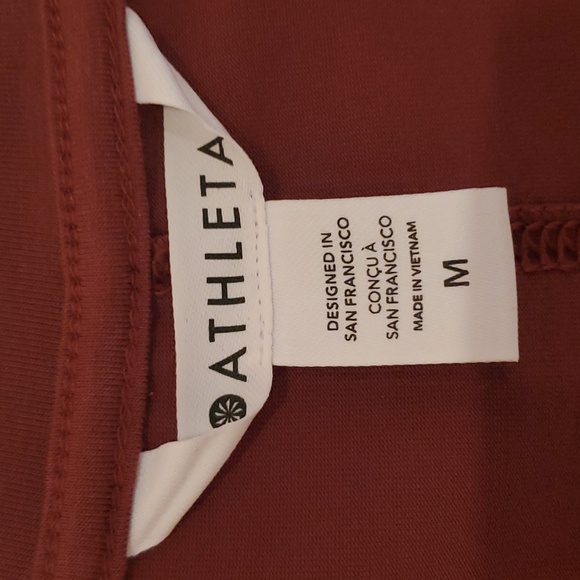 ATHLETA
DESIGNED IN
SAN FRANCISCO
CONÇU À
SAN FRANCISCO
MADE IN VIETNAM
M